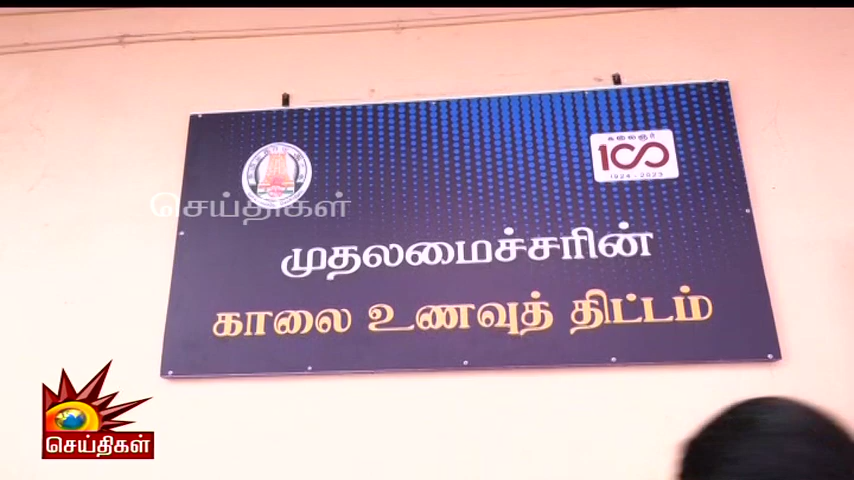 கலைஞர்
100
1924 - 2023
செய்திகள்
முதலமைச்சரின்
காலை உணவுத் திட்டம்
செய்திகள்